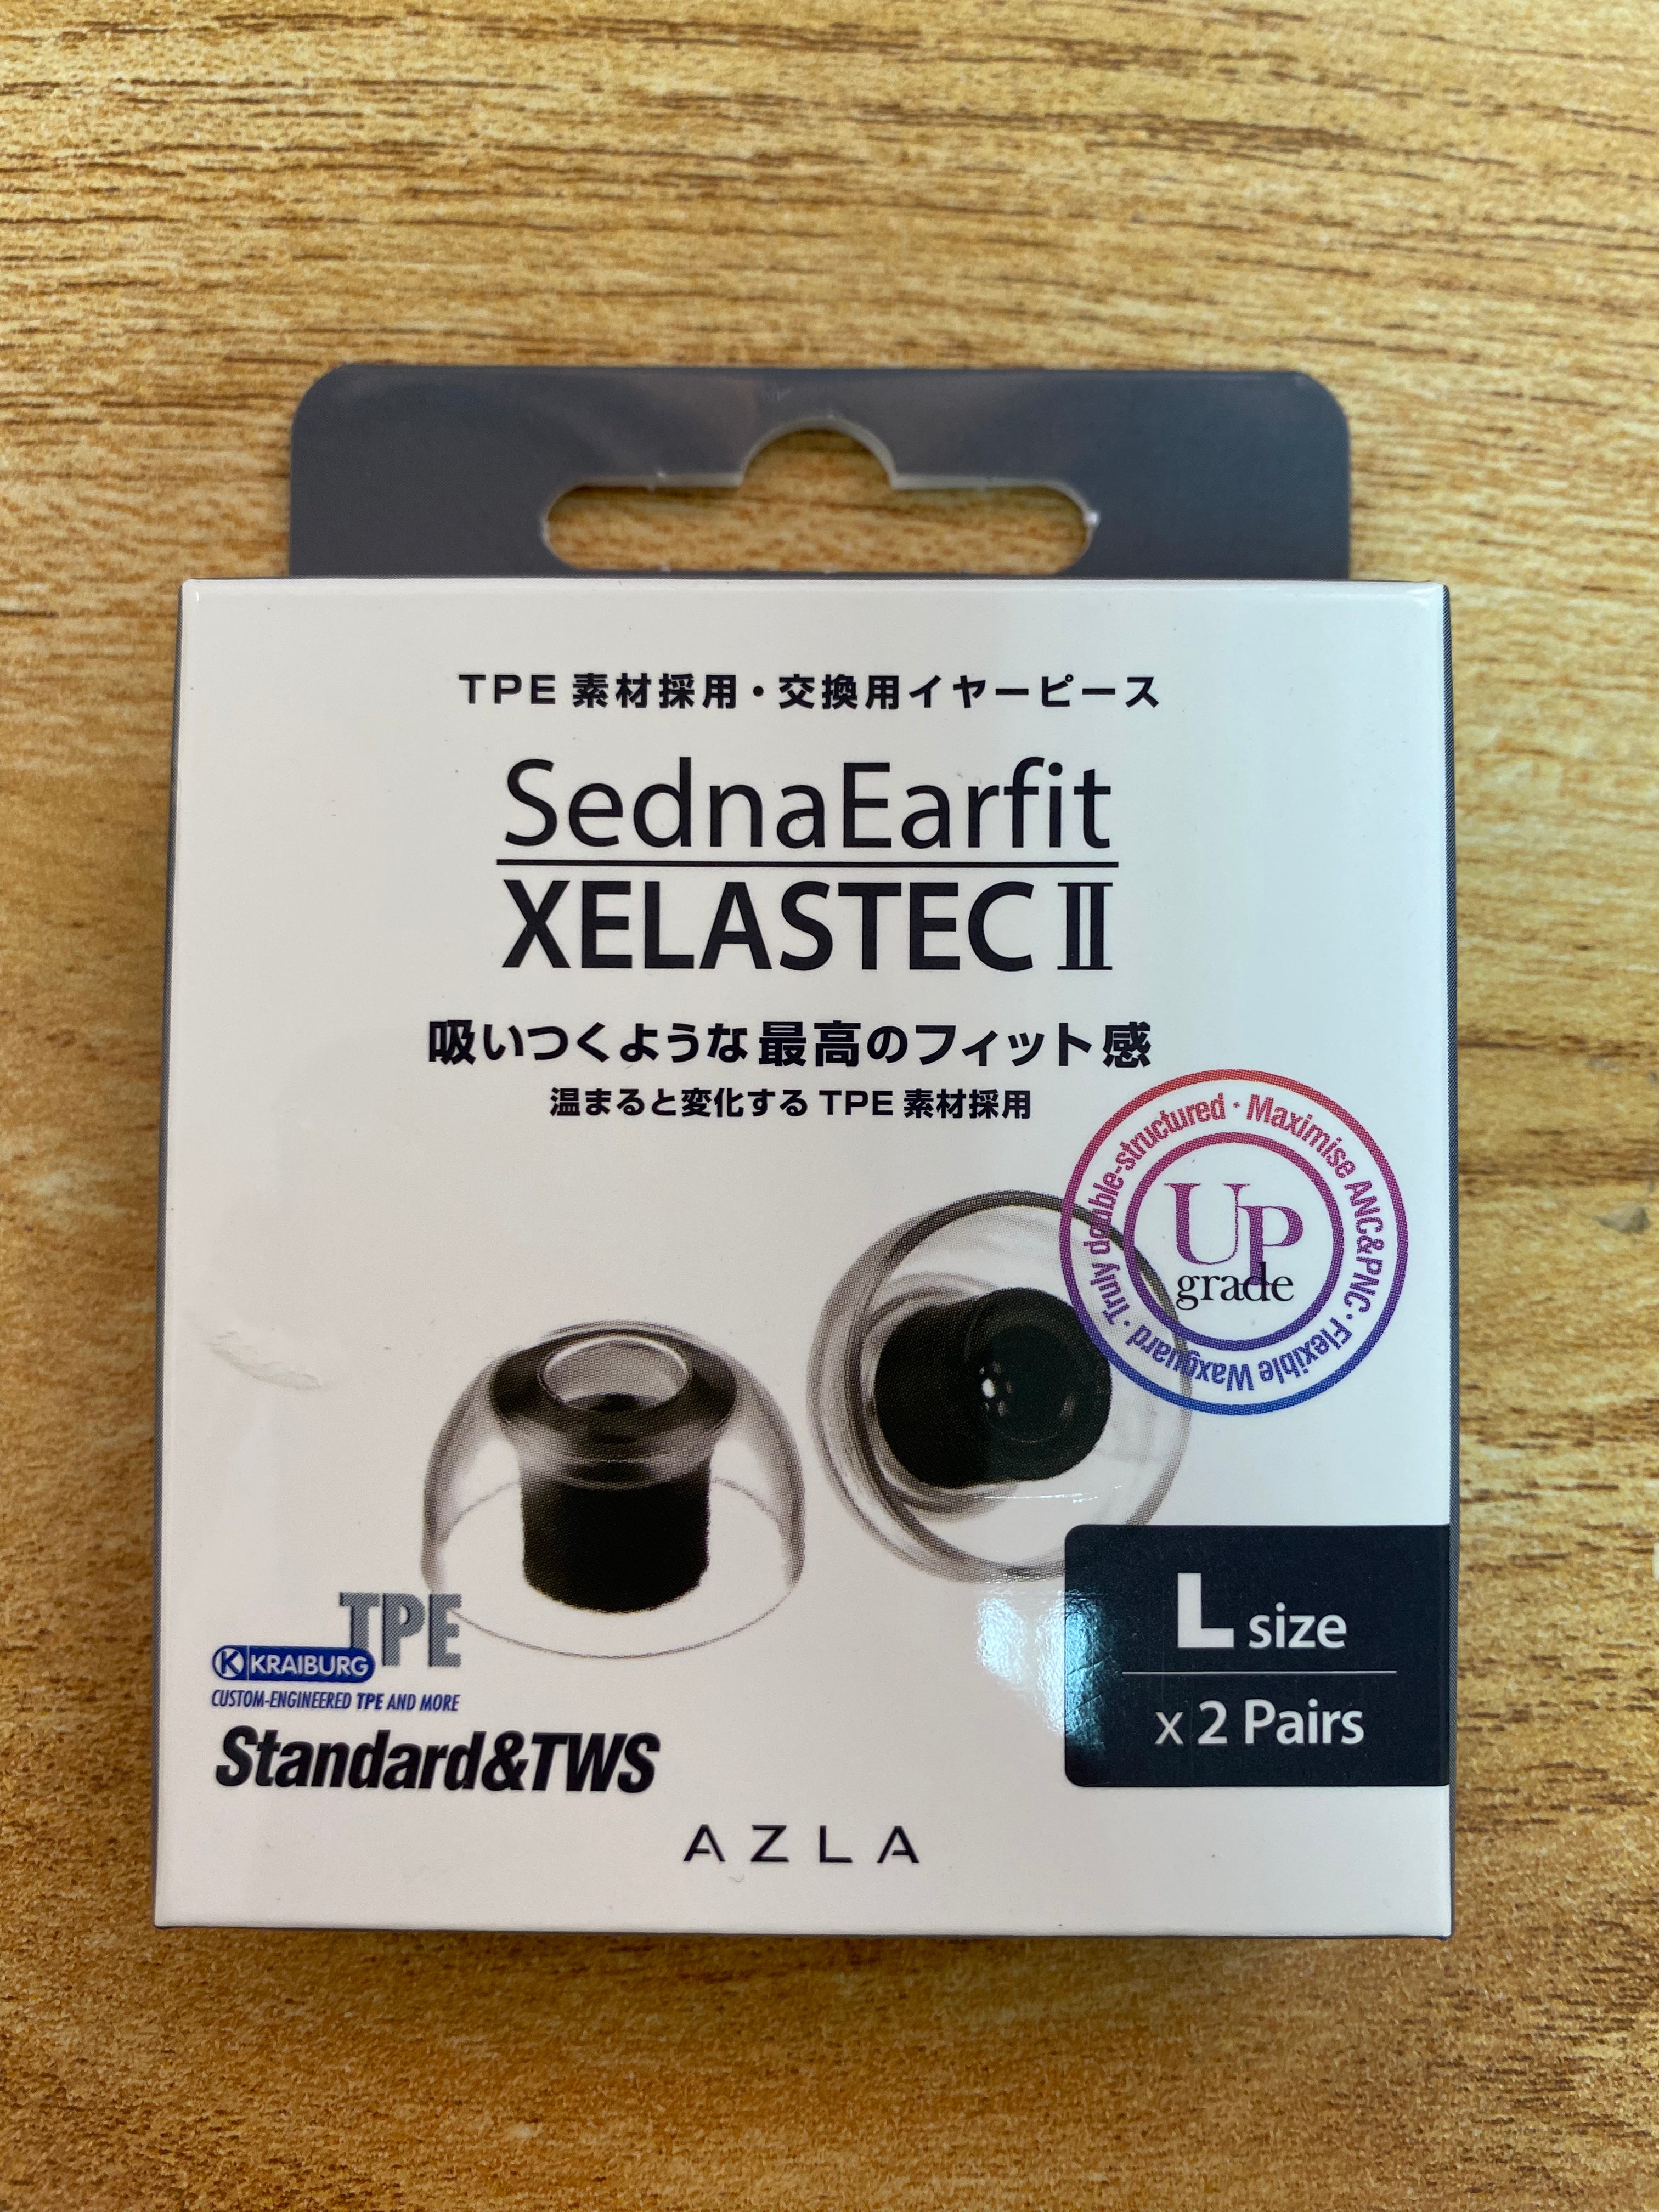 TPE 素材採用・交換用イヤーピース
SednaEarfit
XELASTEC Ⅱ
吸いつくような最高のフィット感
温まると変化する TPE 素材採用
Truly double-structured · Maximise ANC&PNC · Flexible Waxguard ·
UP
grade
TPE
K KRAIBURG
CUSTOM-ENGINEERED TPE AND MORE
Standard&TWS
L size
x 2 Pairs
AZLA